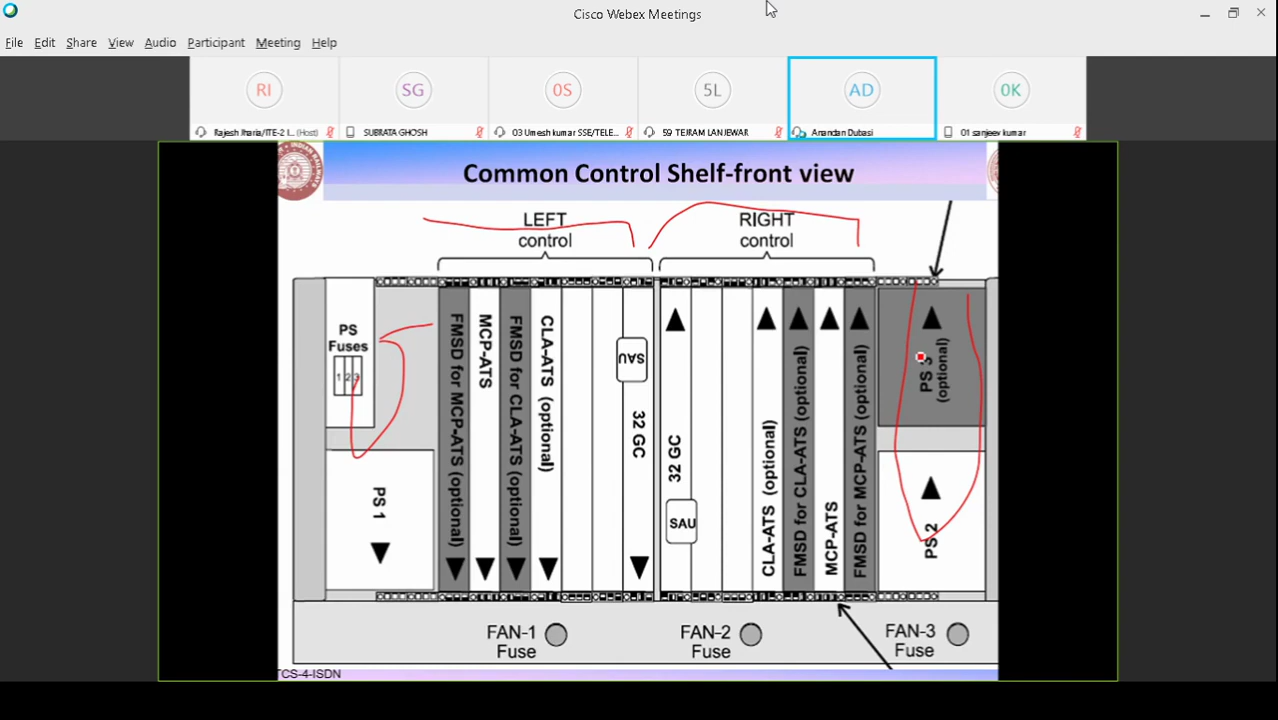 Cisco Webex Meetings
File Edit Share View Audio Participant Meeting Help
RI SG 0S 5L AD 0K
Rajesh Jharia/ITE-2 I... (Host) SUBRATA GHOSH 03 Umesh kumar SSE/TELE... 59 TEJRAM LANJEWAR Anandan Dubasi 01 sanjeev kumar
Common Control Shelf-front view
LEFT
control
RIGHT
control
PS
Fuses
1 2 3
PS 1
FMSD for MCP-ATS (optional)
MCP-ATS
FMSD for CLA-ATS (optional)
CLA-ATS (optional)
SAU
32 GC
32 GC
SAU
CLA-ATS (optional)
FMSD for CLA-ATS (optional)
MCP-ATS
FMSD for MCP-ATS (optional)
PS 3
(optional)
PS 2
FAN-1
Fuse
FAN-2
Fuse
FAN-3
Fuse
TCS-4-ISDN